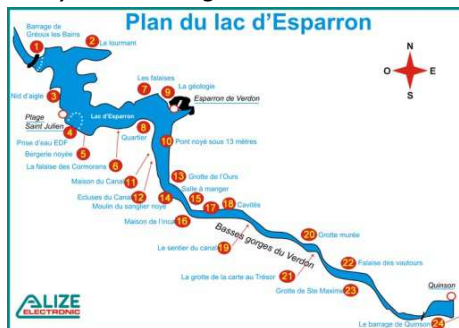 Plan du lac d'Esparron
Barrage de
Gréoux les Bains
1
2
La tourmant
N
O
E
S
Les falaises
7
9
La géologie
Esparron de Verdon
Nid d'aigle
3
Plage
Saint Julien
Lac d'Esparron
4
Prise d'eau EDF
5
Bergerie noyée
6
La falaise des Cormorans
Quartier
8
10
Pont noyé sous 13 mètres
Maison du Canal
11
13
Grotte de l'Ours
Ecluses du Canal
12
14
Salle à manger
15
Moulin du sanglier noyé
17
18
Cavités
Maison de l'inca
16
Le sentier du canal
19
Basses gorges du Verdon
20
Grotte murée
La grotte de la carte au Trésor
21
22
Falaise des vautours
Grotte de Ste Maxime
23
Quinson
Le barrage de Quinson
24
ALIZE
ELECTRONIC